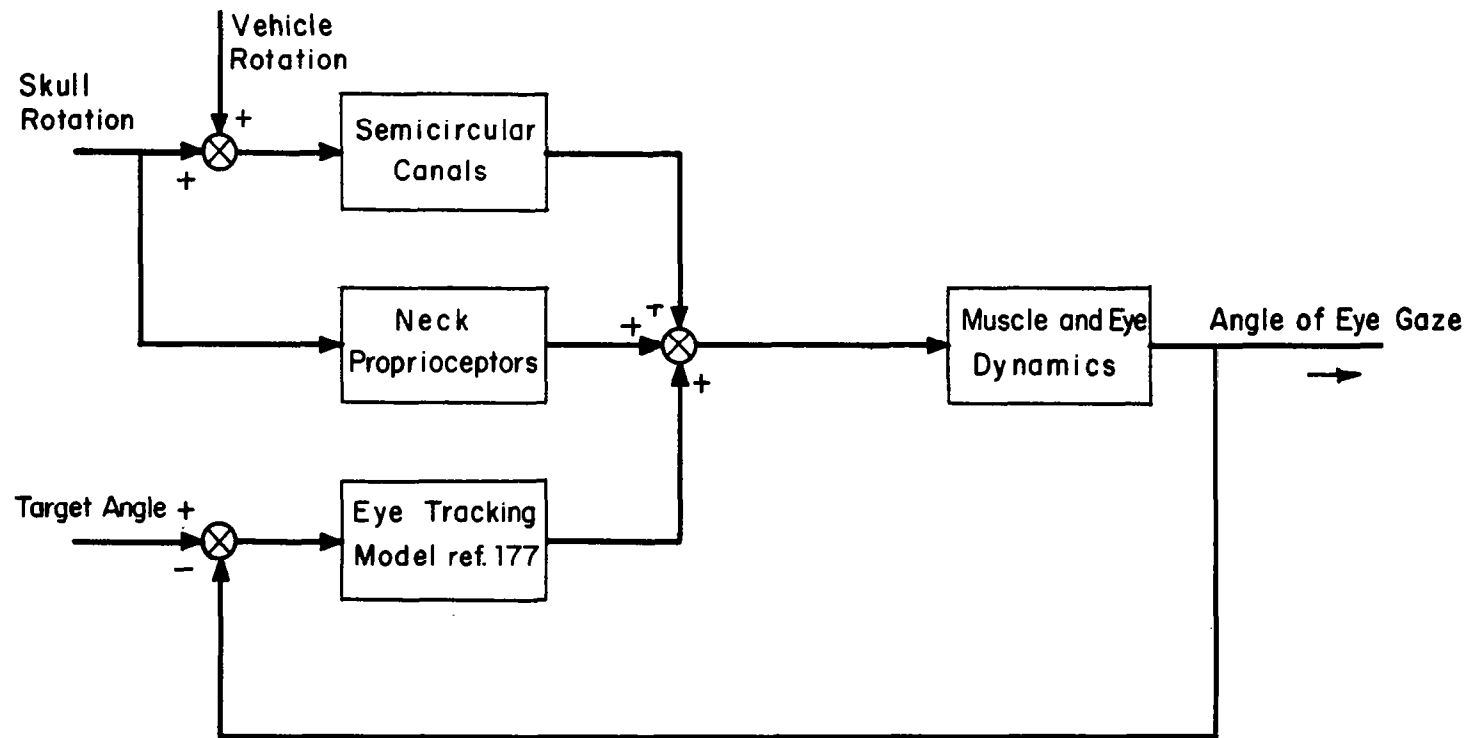 Vehicle
Rotation
Skull
Rotation
+
+
Semicircular
Canals
Neck
Proprioceptors
+
+
+
Muscle and Eye
Dynamics
Angle of Eye Gaze
Target Angle +
-
Eye Tracking
Model ref. 177